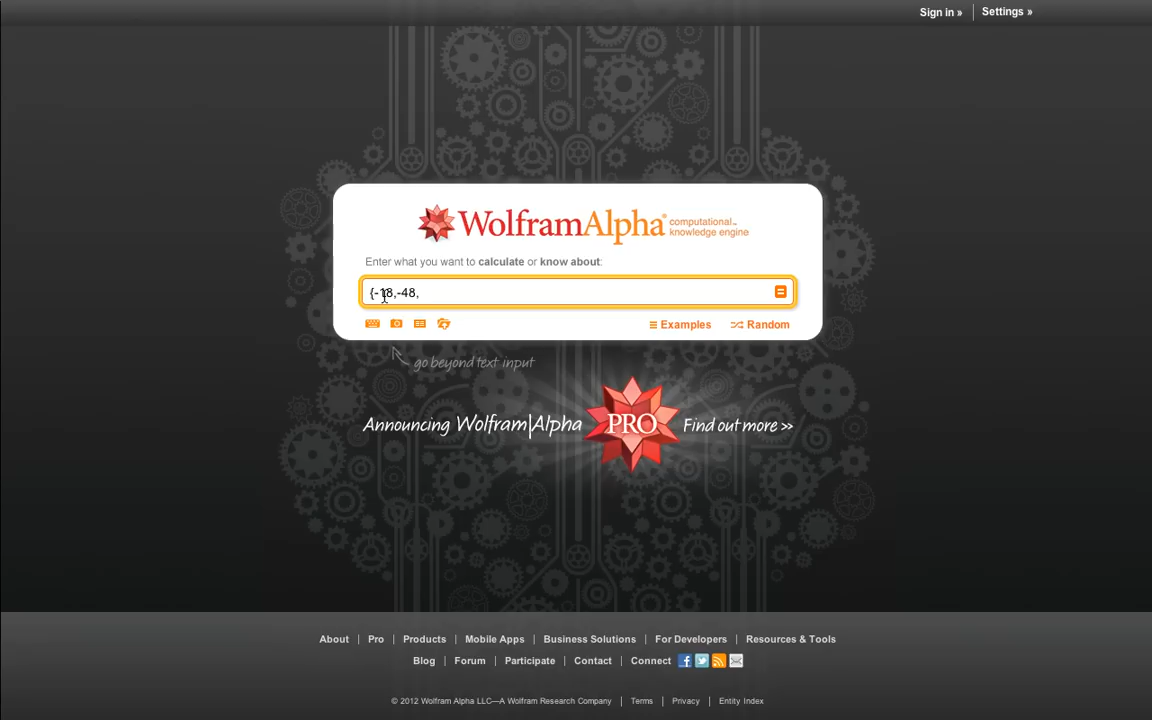 Sign in » | Settings »
WolframAlpha® computational™ knowledge engine
Enter what you want to calculate or know about:
{-18,-48,
Examples Random
go beyond text input
Announcing Wolfram|Alpha PRO Find out more >>
About | Pro | Products | Mobile Apps | Business Solutions | For Developers | Resources & Tools
Blog | Forum | Participate | Contact | Connect
© 2012 Wolfram Alpha LLC—A Wolfram Research Company | Terms | Privacy | Entity Index